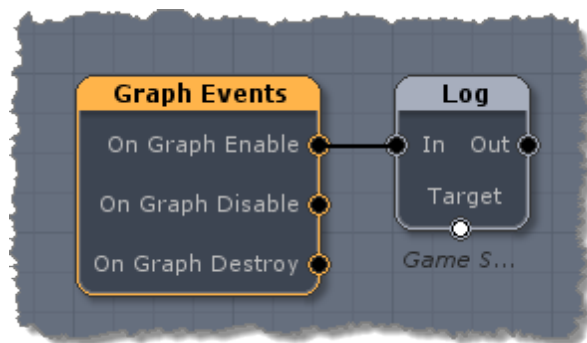 Graph Events
On Graph Enable
On Graph Disable
On Graph Destroy
Log
In Out
Target
Game S...